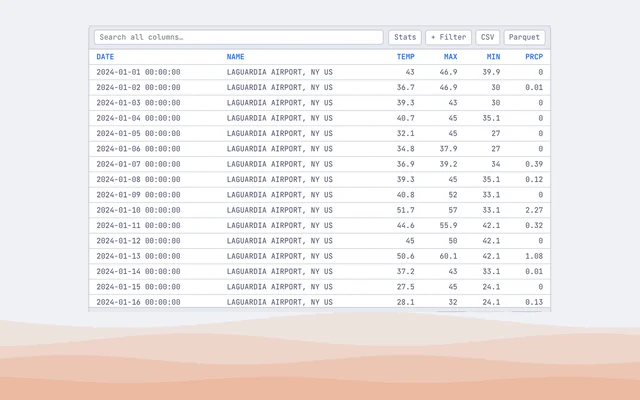 Search all columns… Stats + Filter CSV Parquet
DATE NAME TEMP MAX MIN PRCP
2024-01-01 00:00:00 LAGUARDIA AIRPORT, NY US 43 46.9 39.9 0
2024-01-02 00:00:00 LAGUARDIA AIRPORT, NY US 36.7 46.9 30 0.01
2024-01-03 00:00:00 LAGUARDIA AIRPORT, NY US 39.3 43 30 0
2024-01-04 00:00:00 LAGUARDIA AIRPORT, NY US 40.7 45 35.1 0
2024-01-05 00:00:00 LAGUARDIA AIRPORT, NY US 32.1 45 27 0
2024-01-06 00:00:00 LAGUARDIA AIRPORT, NY US 34.8 37.9 27 0
2024-01-07 00:00:00 LAGUARDIA AIRPORT, NY US 36.9 39.2 34 0.39
2024-01-08 00:00:00 LAGUARDIA AIRPORT, NY US 39.3 45 35.1 0.12
2024-01-09 00:00:00 LAGUARDIA AIRPORT, NY US 40.8 52 33.1 0
2024-01-10 00:00:00 LAGUARDIA AIRPORT, NY US 51.7 57 33.1 2.27
2024-01-11 00:00:00 LAGUARDIA AIRPORT, NY US 44.6 55.9 42.1 0.32
2024-01-12 00:00:00 LAGUARDIA AIRPORT, NY US 45 50 42.1 0
2024-01-13 00:00:00 LAGUARDIA AIRPORT, NY US 50.6 60.1 42.1 1.08
2024-01-14 00:00:00 LAGUARDIA AIRPORT, NY US 37.2 43 33.1 0.01
2024-01-15 00:00:00 LAGUARDIA AIRPORT, NY US 27.5 45 24.1 0
2024-01-16 00:00:00 LAGUARDIA AIRPORT, NY US 28.1 32 24.1 0.13